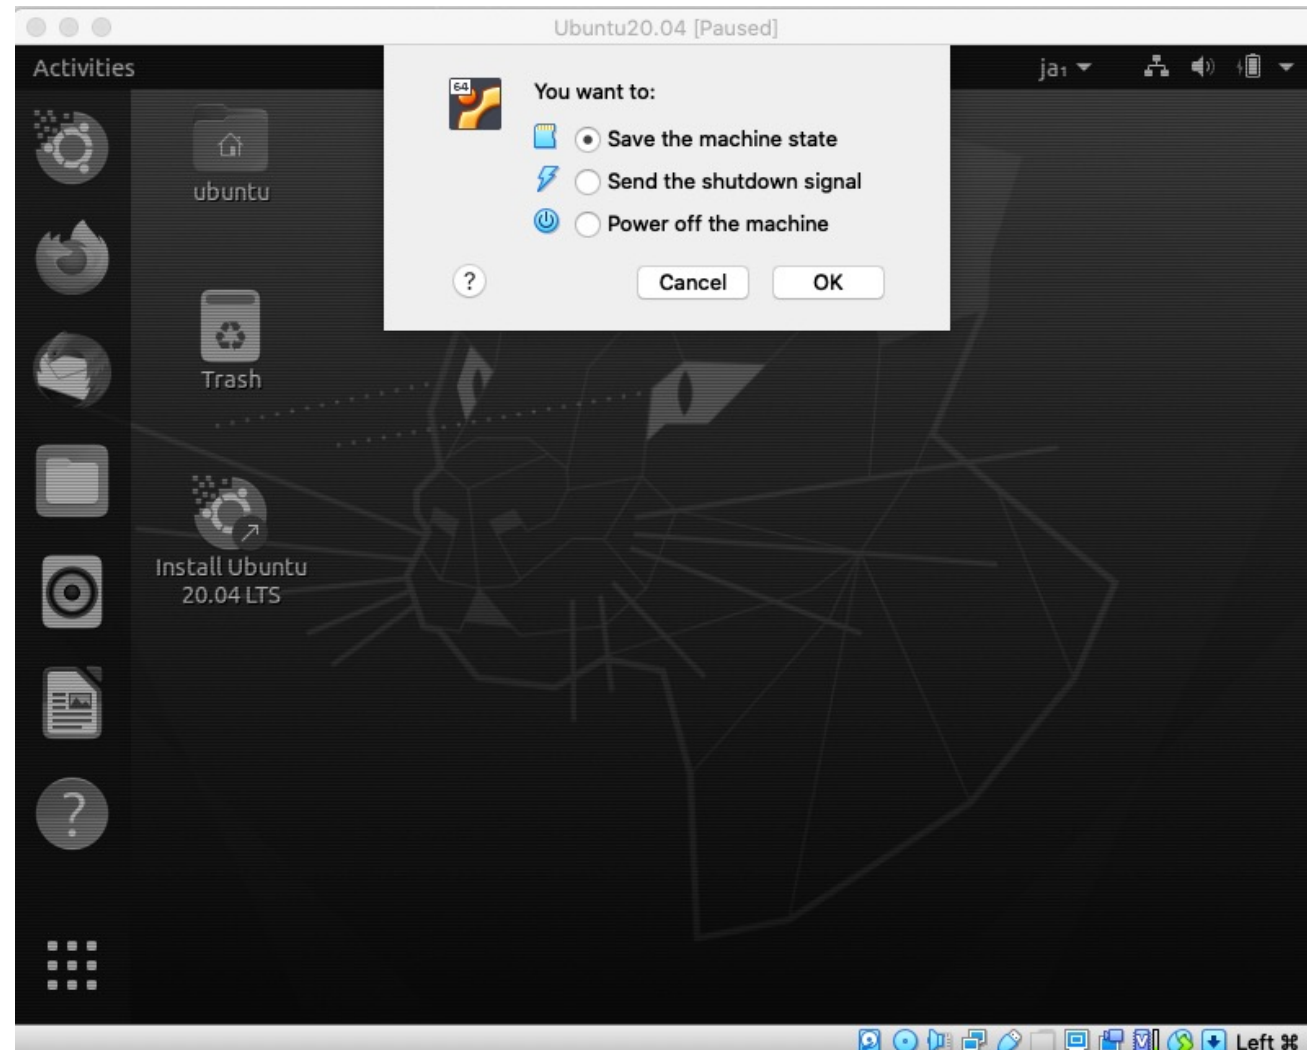 Ubuntu20.04 [Paused]
Activities
ja₁
64
You want to:
Save the machine state
Send the shutdown signal
Power off the machine
?
Cancel
OK
ubuntu
Trash
Install Ubuntu
20.04 LTS
?
Left ⌘